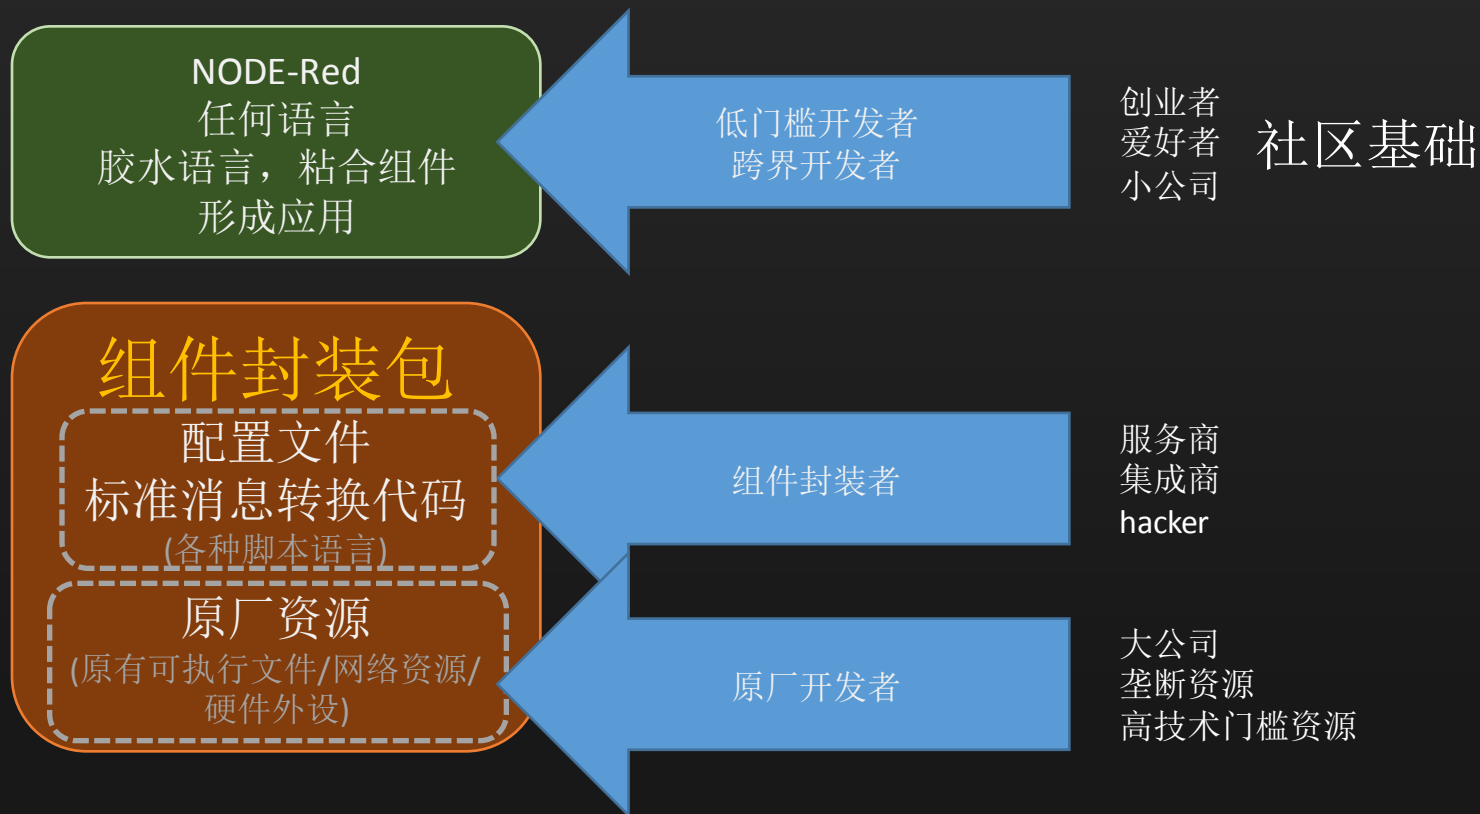 NODE-Red
任何语言
胶水语言，粘合组件
形成应用
低门槛开发者
跨界开发者
创业者
爱好者
小公司
社区基础
组件封装包
配置文件
标准消息转换代码
(各种脚本语言)
组件封装者
服务商
集成商
hacker
原厂资源
(原有可执行文件/网络资源/
硬件外设)
原厂开发者
大公司
垄断资源
高技术门槛资源